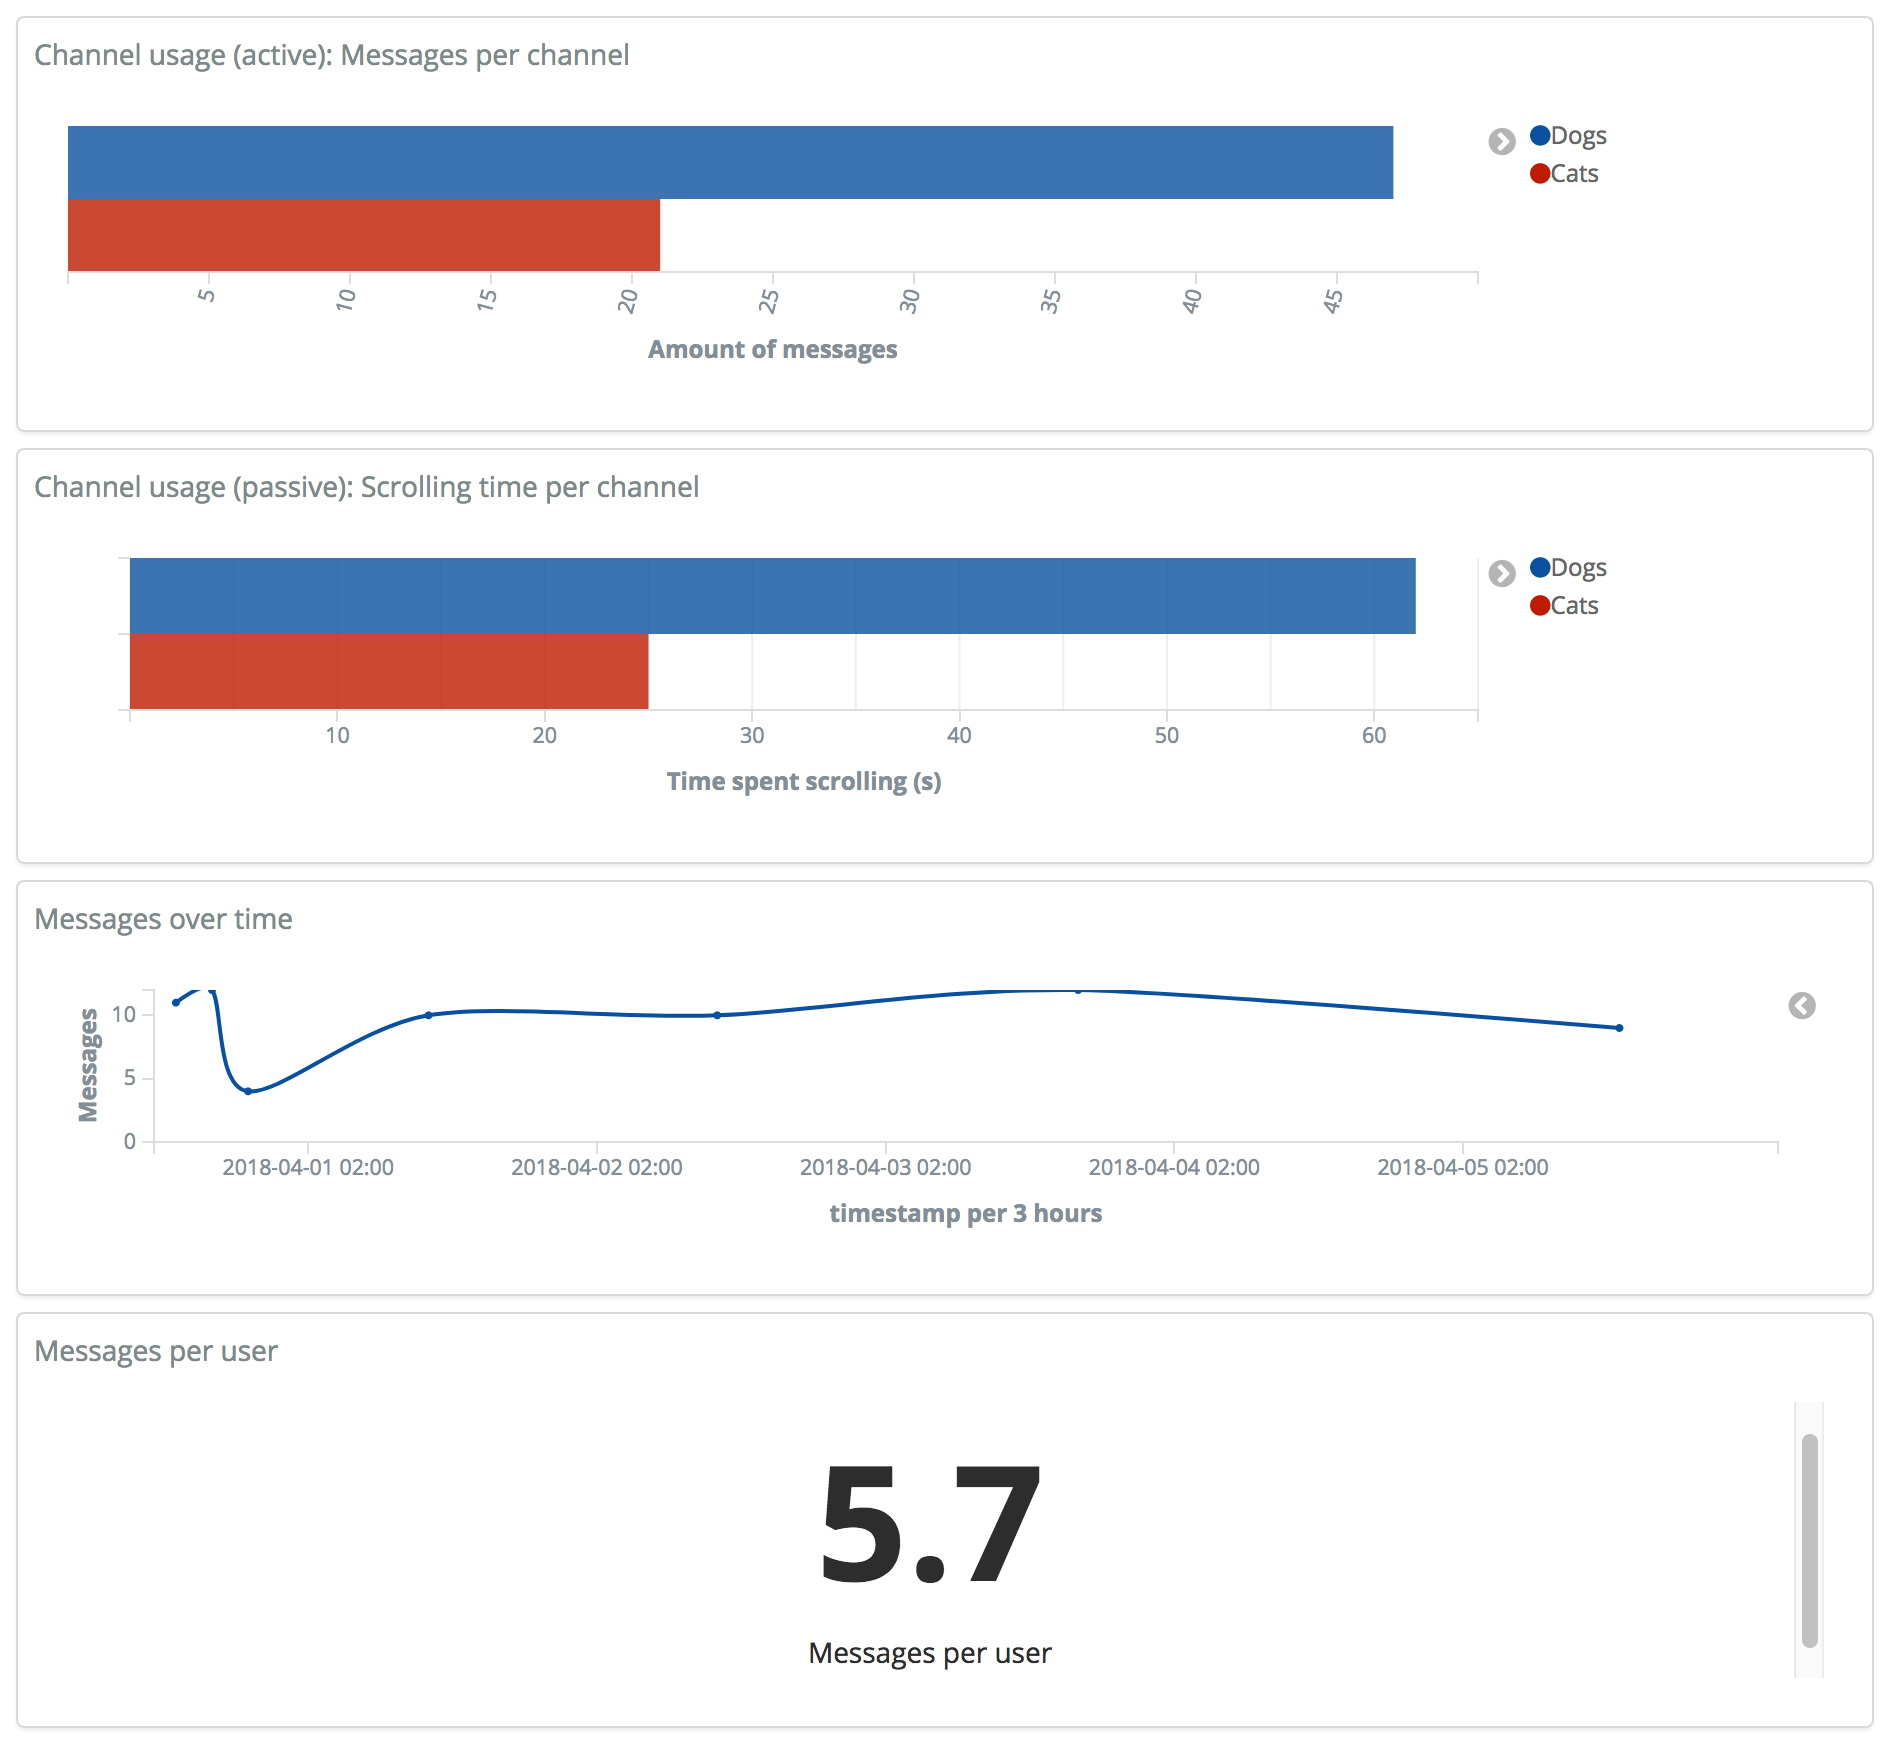 Channel usage (active): Messages per channel
Dogs
Cats
5 10 15 20 25 30 35 40 45
Amount of messages
Channel usage (passive): Scrolling time per channel
Dogs
Cats
10 20 30 40 50 60
Time spent scrolling (s)
Messages over time
Messages
10
5
0
2018-04-01 02:00 2018-04-02 02:00 2018-04-03 02:00 2018-04-04 02:00 2018-04-05 02:00
timestamp per 3 hours
Messages per user
5.7
Messages per user